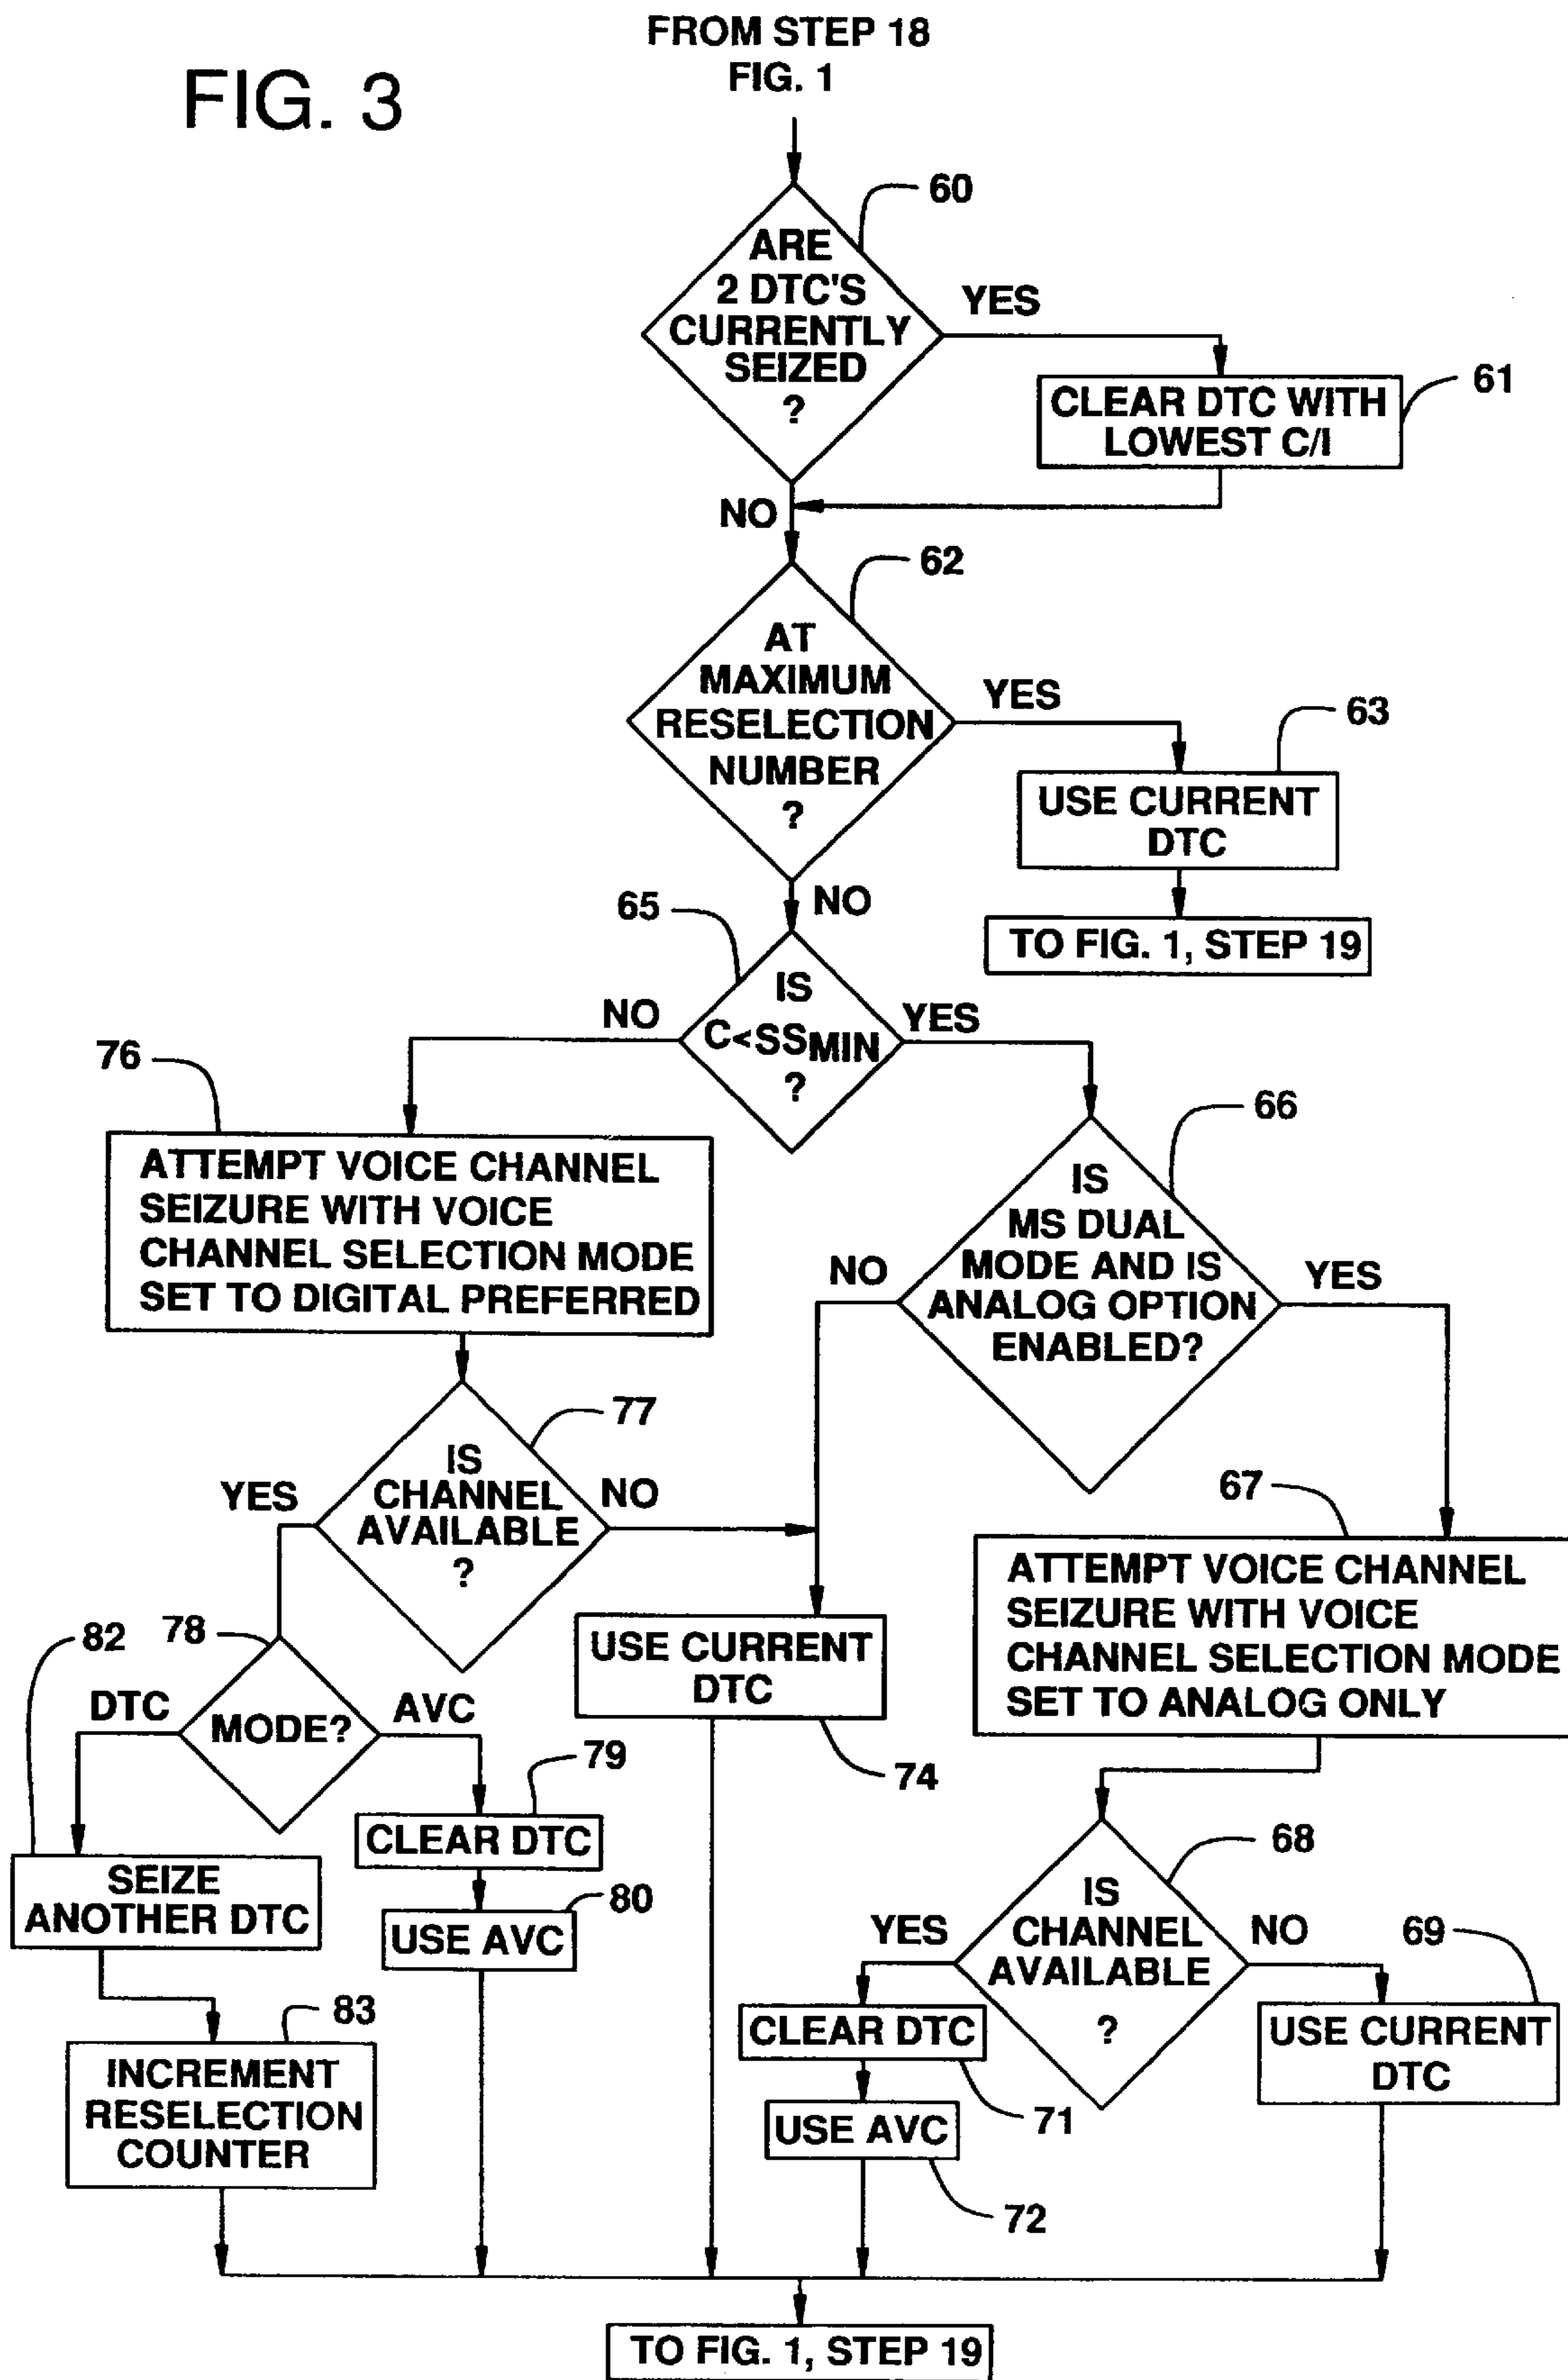 FROM STEP 18
FIG. 1
FIG. 3
60
ARE
2 DTC'S
CURRENTLY
SEIZED
?
YES
61
CLEAR DTC WITH
LOWEST C/I
NO
62
AT
MAXIMUM
RESELECTION
NUMBER
?
YES
63
USE CURRENT
DTC
NO
TO FIG. 1, STEP 19
65
IS
C<SSMIN
?
NO
YES
76
ATTEMPT VOICE CHANNEL
SEIZURE WITH VOICE
CHANNEL SELECTION MODE
SET TO DIGITAL PREFERRED
66
IS
MS DUAL
MODE AND IS
ANALOG OPTION
ENABLED?
NO
YES
77
IS
CHANNEL
AVAILABLE
?
YES
NO
67
ATTEMPT VOICE CHANNEL
SEIZURE WITH VOICE
CHANNEL SELECTION MODE
SET TO ANALOG ONLY
82
78
DTC
MODE?
AVC
USE CURRENT
DTC
74
79
CLEAR DTC
80
USE AVC
SEIZE
ANOTHER DTC
83
INCREMENT
RESELECTION
COUNTER
68
IS
CHANNEL
AVAILABLE
?
YES
NO
69
CLEAR DTC
71
USE AVC
72
USE CURRENT
DTC
TO FIG. 1, STEP 19